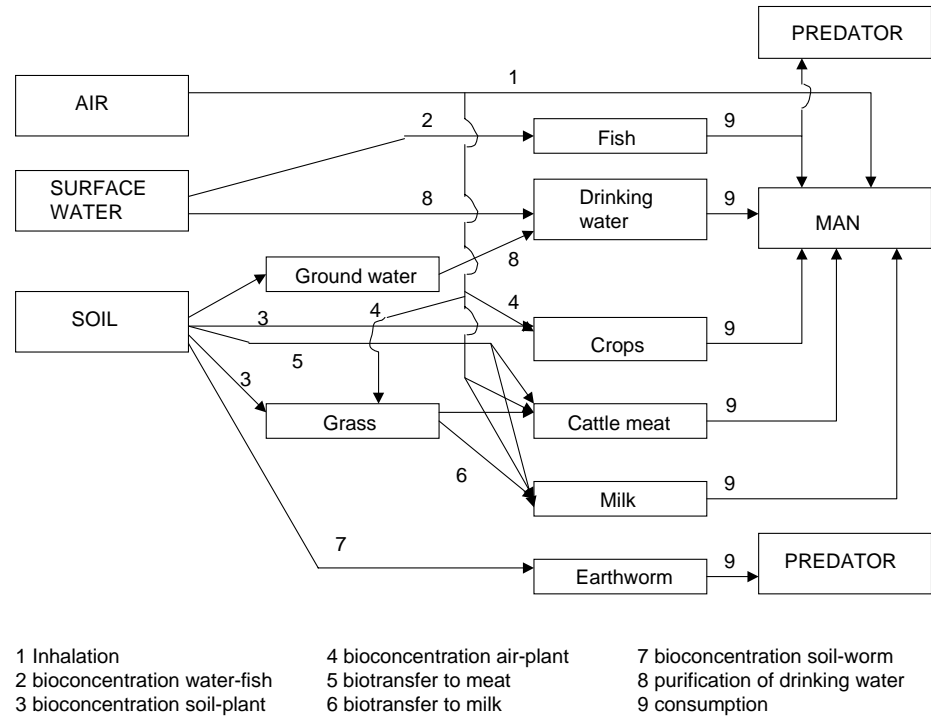 PREDATOR
1
AIR
2
9
9
Fish
SURFACE
WATER
8
Drinking
water
9
MAN
Ground water
8
SOIL
3
4
4
9
Crops
5
3
Grass
9
Cattle meat
6
9
Milk
7
9
Earthworm
PREDATOR
1 Inhalation
2 bioconcentration water-fish
3 bioconcentration soil-plant
4 bioconcentration air-plant
5 biotransfer to meat
6 biotransfer to milk
7 bioconcentration soil-worm
8 purification of drinking water
9 consumption